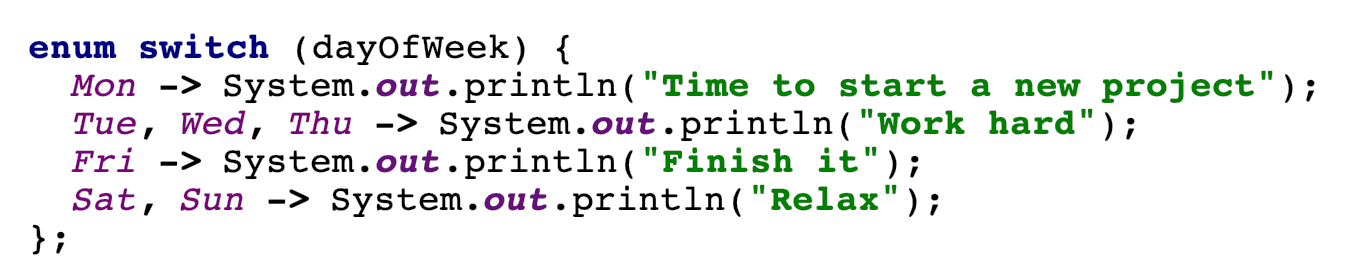 enum switch (dayOfWeek) {
  Mon -> System.out.println("Time to start a new project");
  Tue, Wed, Thu -> System.out.println("Work hard");
  Fri -> System.out.println("Finish it");
  Sat, Sun -> System.out.println("Relax");
};